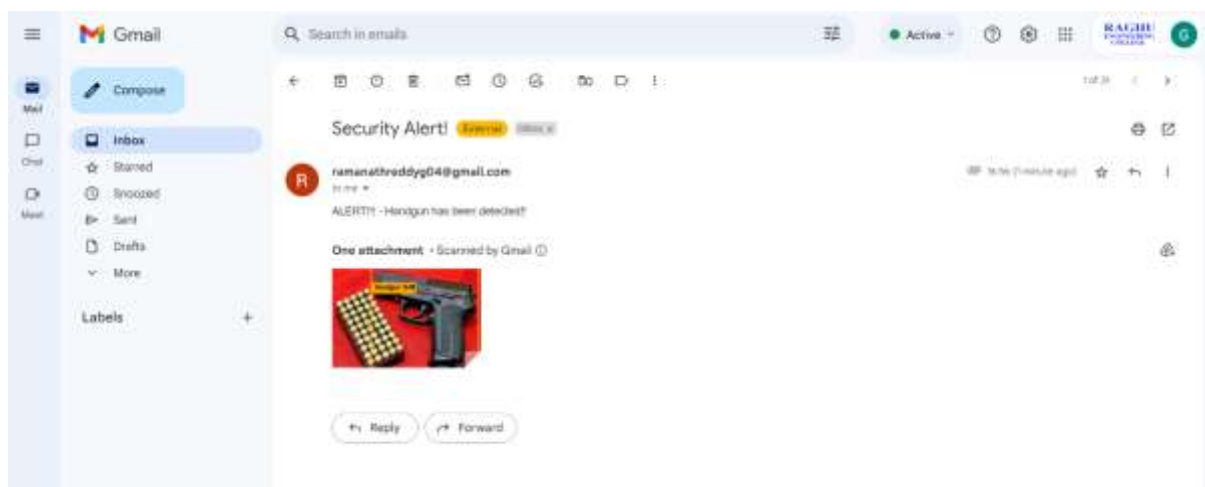 Gmail
Search in emails
Active
RAGHU
G
Mail
Compose
Chat
Meet
Inbox
Starred
Snoozed
Sent
Drafts
More
Labels
Security Alert! External Inbox x
R
ramanathreddyg04@gmail.com
to me
ALERT!!! - Handgun has been detected!!
One attachment • Scanned by Gmail
Reply
Forward